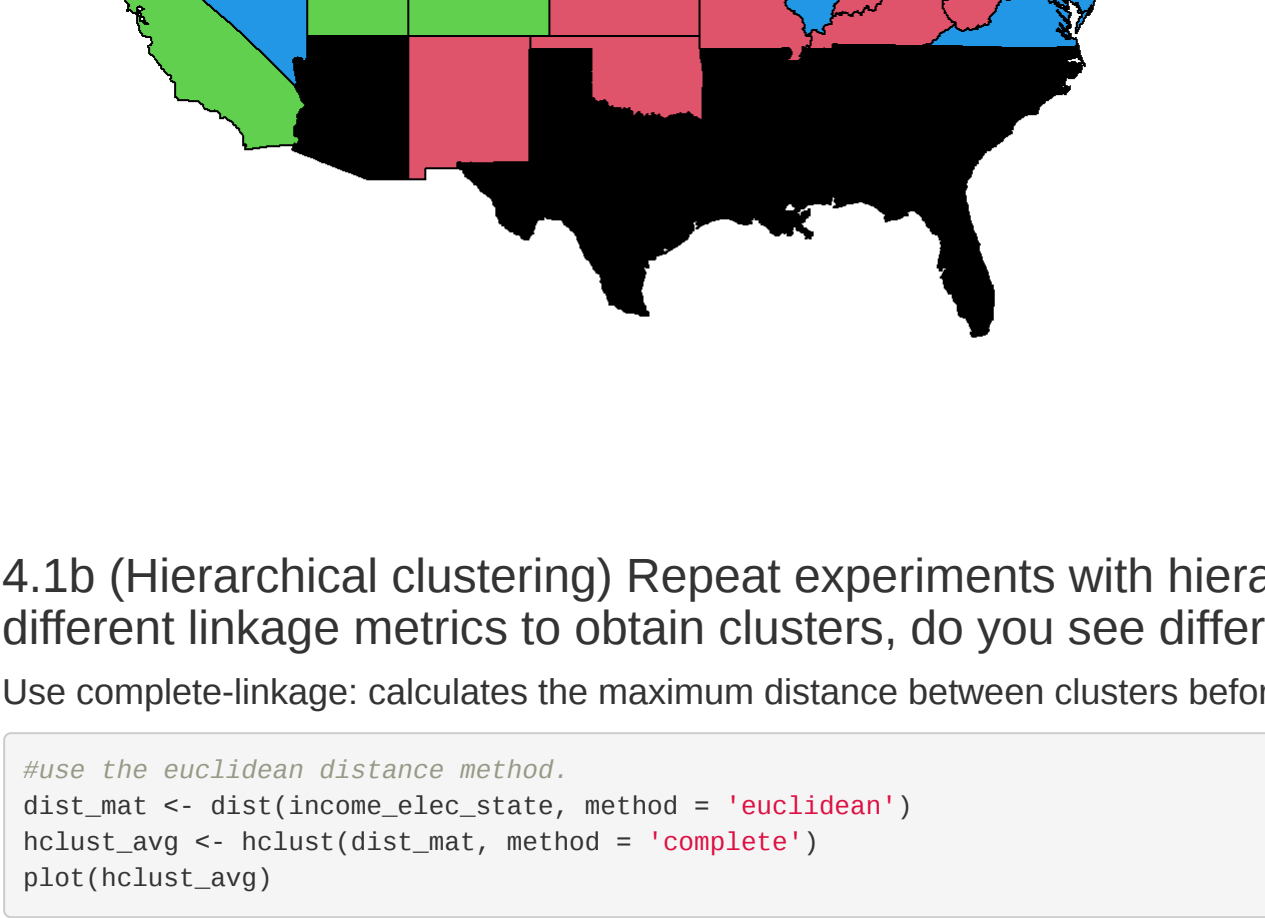 4.1b (Hierarchical clustering) Repeat experiments with hiera
different linkage metrics to obtain clusters, do you see differ
Use complete-linkage: calculates the maximum distance between clusters befor
#use the euclidean distance method.
dist_mat <- dist(income_elec_state, method = 'euclidean')
hclust_avg <- hclust(dist_mat, method = 'complete')
plot(hclust_avg)